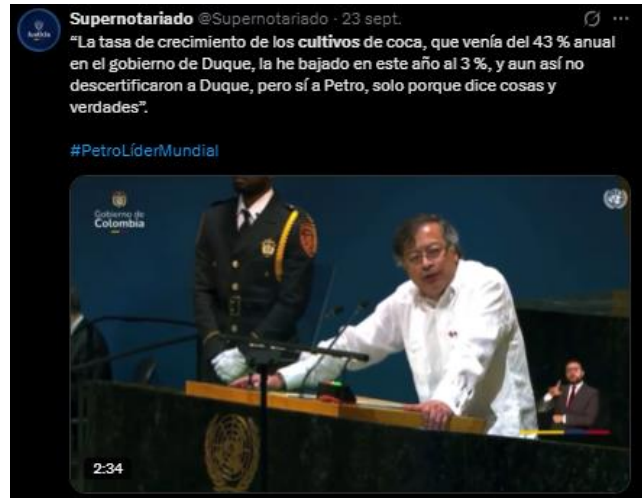 Justicia
Supernotariado @Supernotariado · 23 sept.
“La tasa de crecimiento de los cultivos de coca, que venía del 43 % anual
en el gobierno de Duque, la he bajado en este año al 3 %, y aun así no
descertificaron a Duque, pero sí a Petro, solo porque dice cosas y
verdades”.
#PetroLíderMundial
Gobierno de
Colombia
2:34